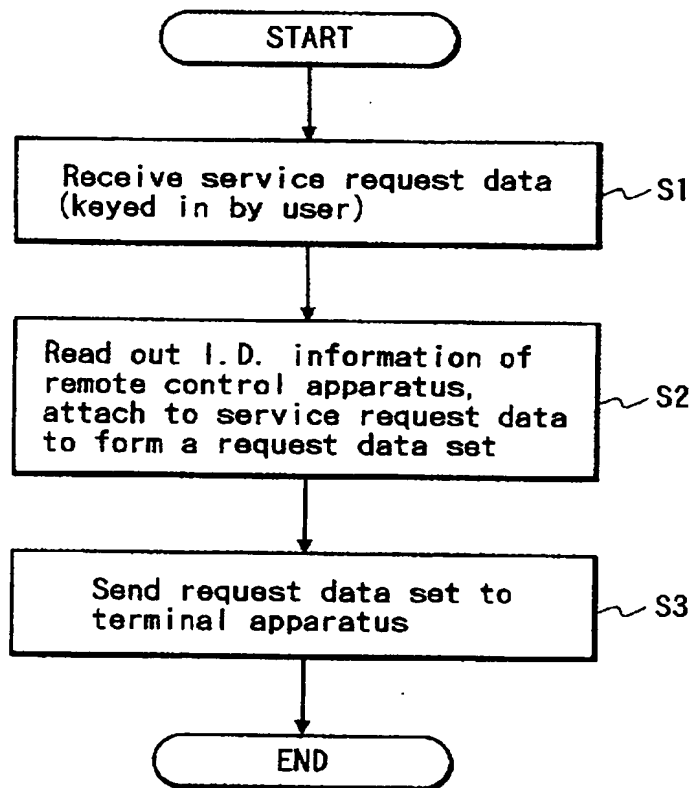 START
Receive service request data
(keyed in by user)
S1
Read out I.D. information of
remote control apparatus,
attach to service request data
to form a request data set
S2
Send request data set to
terminal apparatus
S3
END